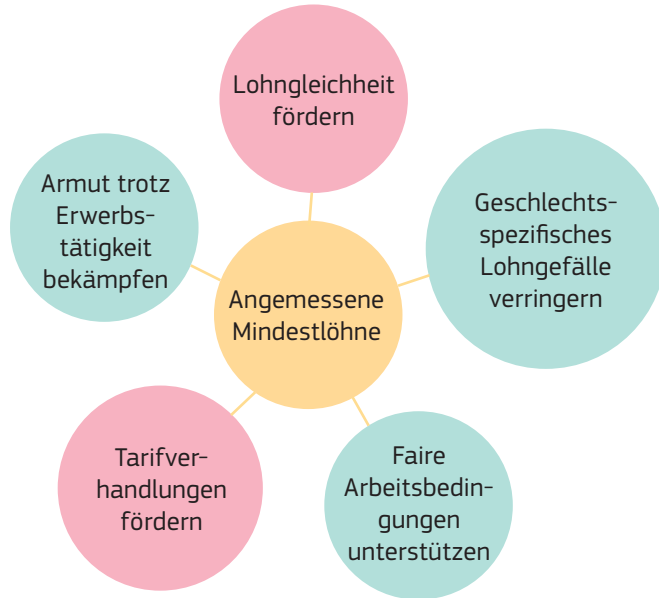 Lohngleichheit
fördern
Armut trotz
Erwerbs-
tätigkeit
bekämpfen
Geschlechts-
spezifisches
Lohngefälle
verringern
Angemessene
Mindestlöhne
Tarifver-
handlungen
fördern
Faire
Arbeitsbedin-
gungen
unterstützen